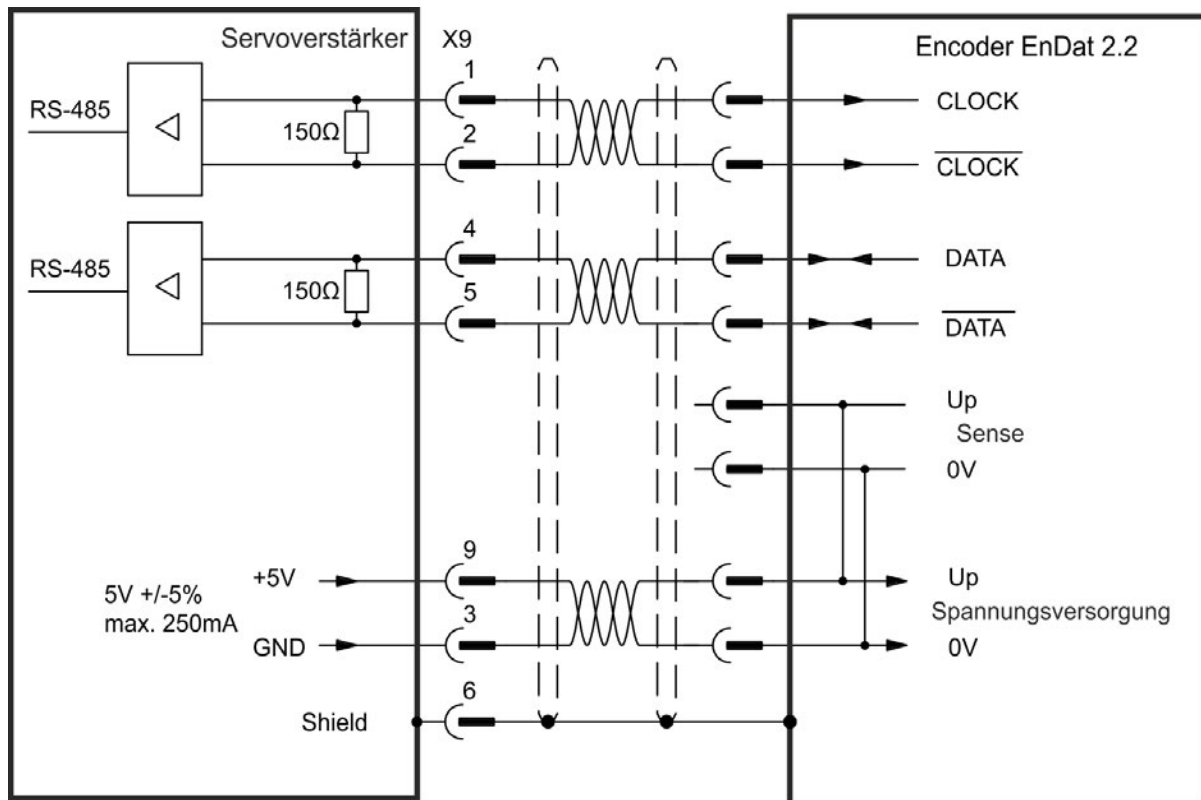 Servoverstärker
X9
Encoder EnDat 2.2
1
RS-485
150Ω
CLOCK
2
CLOCK
4
RS-485
150Ω
DATA
5
DATA
Up
Sense
0V
9
+5V
Up
5V +/-5%
max. 250mA
Spannungsversorgung
3
GND
0V
6
Shield